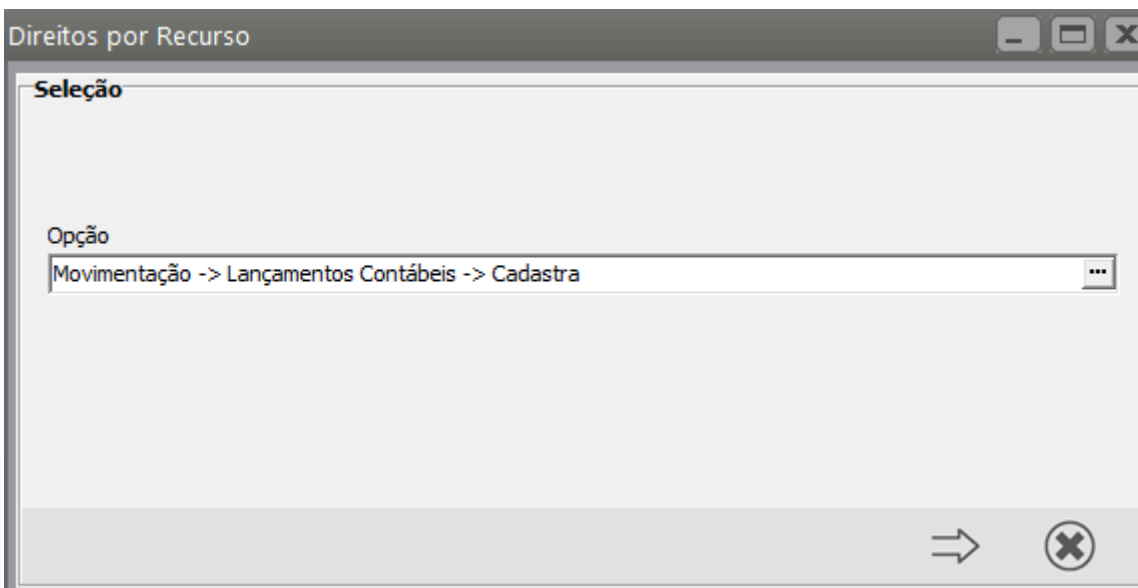 Direitos por Recurso
Seleção
Opção
Movimentação -> Lançamentos Contábeis -> Cadastra
...